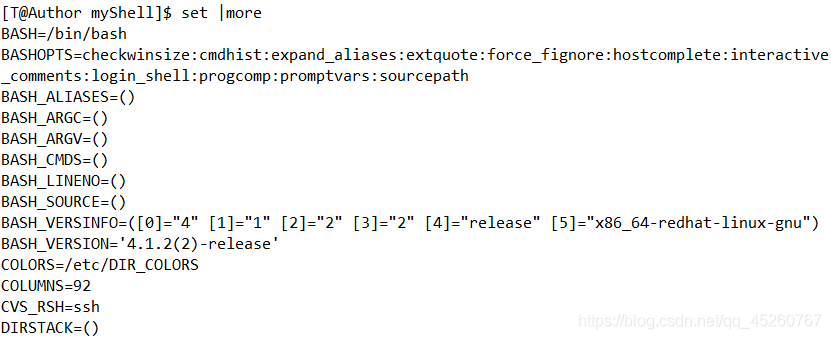 [T@Author myShell]$ set |more
BASH=/bin/bash
BASHOPTS=checkwinsize:cmdhist:expand_aliases:extquote:force_fignore:hostcomplete:interactive
_comments:login_shell:progcomp:promptvars:sourcepath
BASH_ALIASES=()
BASH_ARGC=()
BASH_ARGV=()
BASH_CMDS=()
BASH_LINENO=()
BASH_SOURCE=()
BASH_VERSINFO=([0]="4" [1]="1" [2]="2" [3]="2" [4]="release" [5]="x86_64-redhat-linux-gnu")
BASH_VERSION='4.1.2(2)-release'
COLORS=/etc/DIR_COLORS
COLUMNS=92
CVS_RSH=ssh
DIRSTACK=()
https://blog.csdn.net/qq_45260767